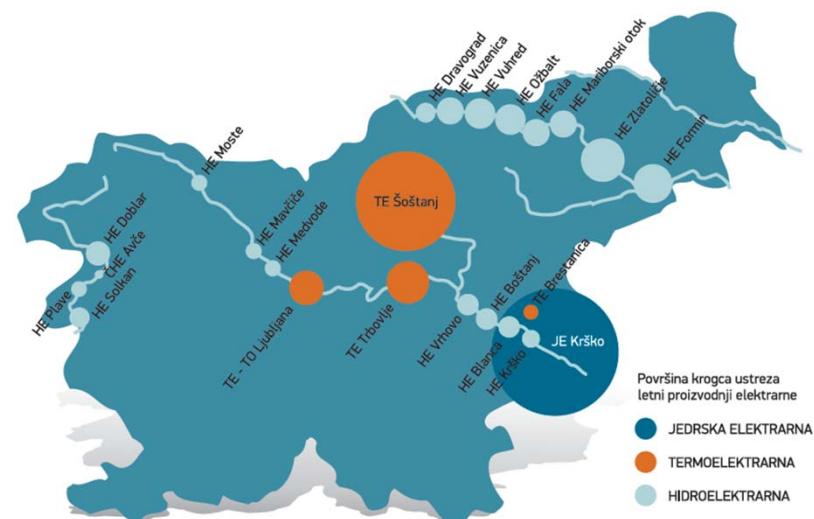 HE Dravograd
HE Vuzenica
HE Vuhred
HE Ožbalt
HE Fala
HE Mariborski otok
HE Zlatoličje
HE Formin
HE Moste
HE Mavčiče
HE Medvode
TE Šoštanj
HE Doblar
ČHE Avče
HE Plave
HE Solkan
TE - TO Ljubljana
TE Trbovlje
HE Vrhovo
HE Boštanj
TE Brestanica
HE Blanca
HE Krško
JE Krško
Površina krogca ustreza
letni proizvodnji elektrarne
JEDRSKA ELEKTRARNA
TERMOELEKTRARNA
HIDROELEKTRARNA